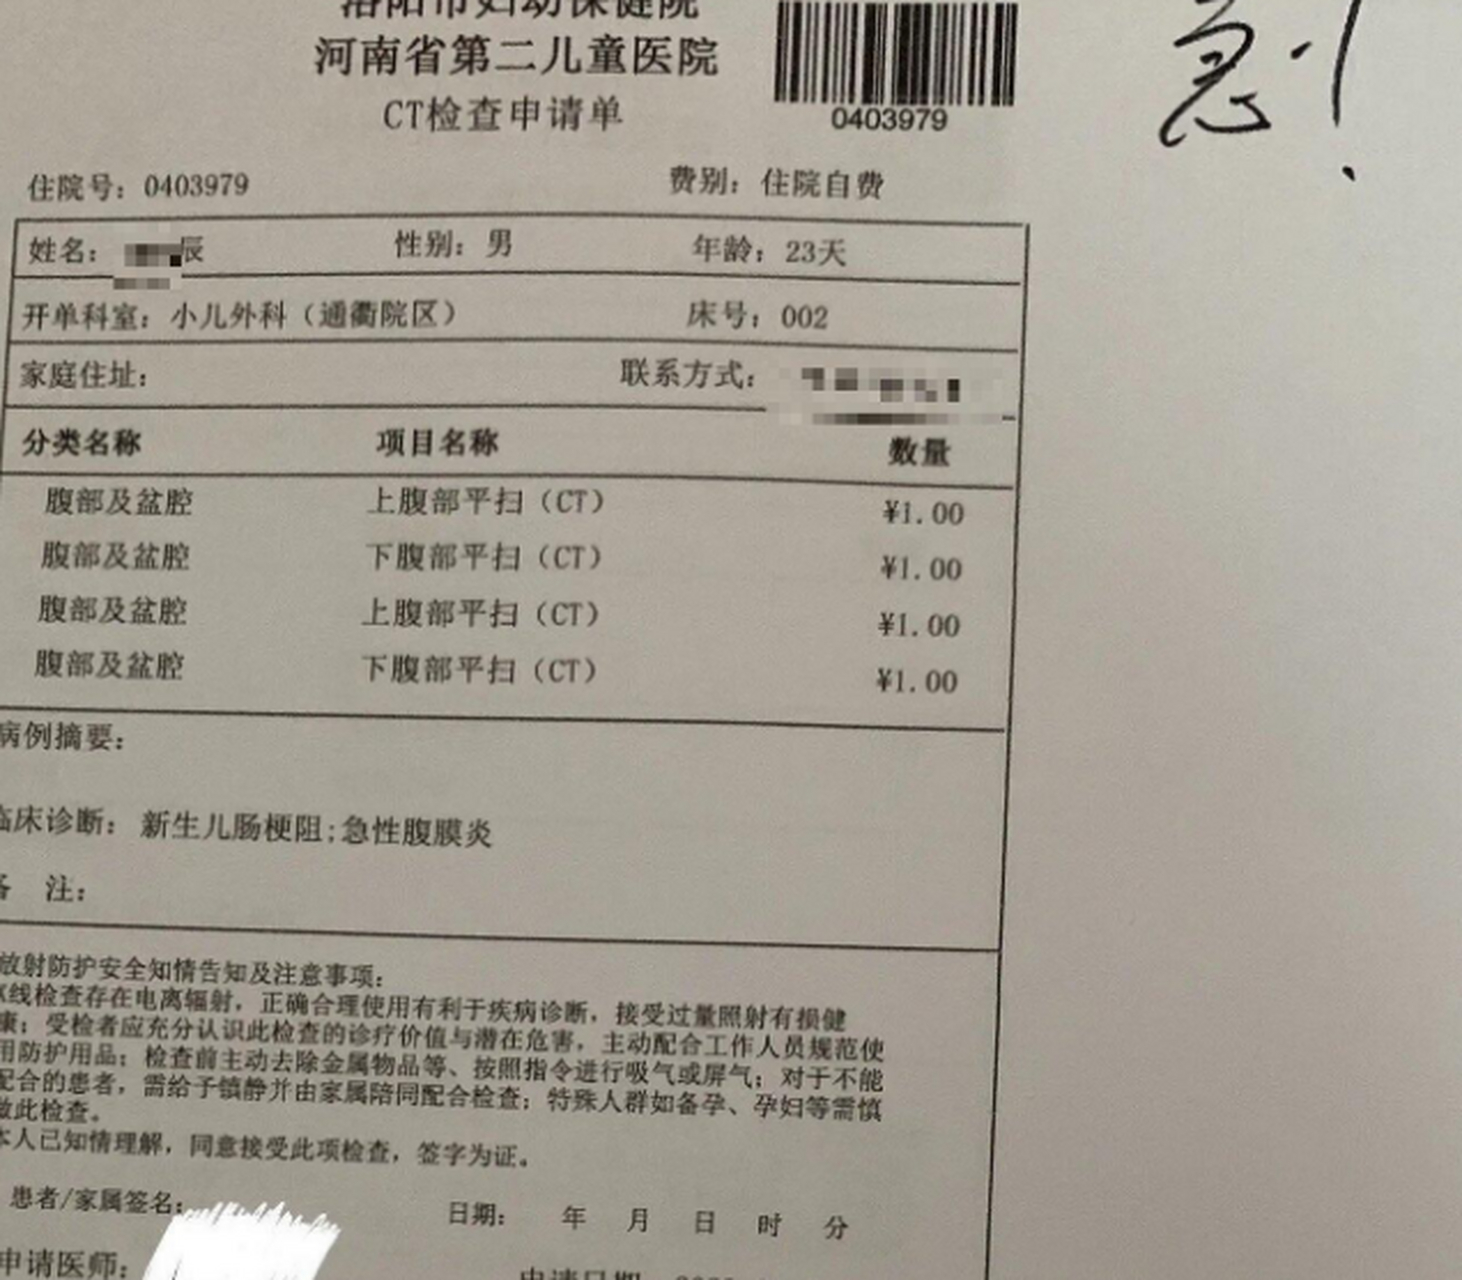 洛阳市妇幼保健院
河南省第二儿童医院
CT检查申请单
0403979
急!
住院号：0403979 费别：住院自费
姓名： 辰 性别：男 年龄：23天
开单科室：小儿外科（通衢院区） 床号：002
家庭住址： 联系方式：
分类名称 项目名称 数量
腹部及盆腔 上腹部平扫（CT） ¥1.00
腹部及盆腔 下腹部平扫（CT） ¥1.00
腹部及盆腔 上腹部平扫（CT） ¥1.00
腹部及盆腔 下腹部平扫（CT） ¥1.00
病例摘要：
临床诊断：新生儿肠梗阻;急性腹膜炎
备 注：
放射防护安全知情告知及注意事项：
X线检查存在电离辐射，正确合理使用有利于疾病诊断，接受过量照射有损健
康；受检者应充分认识此检查的诊疗价值与潜在危害，主动配合工作人员规范使
用防护用品；检查前主动去除金属物品等、按照指令进行吸气或屏气；对于不能
配合的患者，需给予镇静并由家属陪同配合检查；特殊人群如备孕、孕妇等需慎
做此检查。
本人已知情理解，同意接受此项检查，签字为证。
患者/家属签名： 日期： 年 月 日 时 分
申请医师： 申请日期